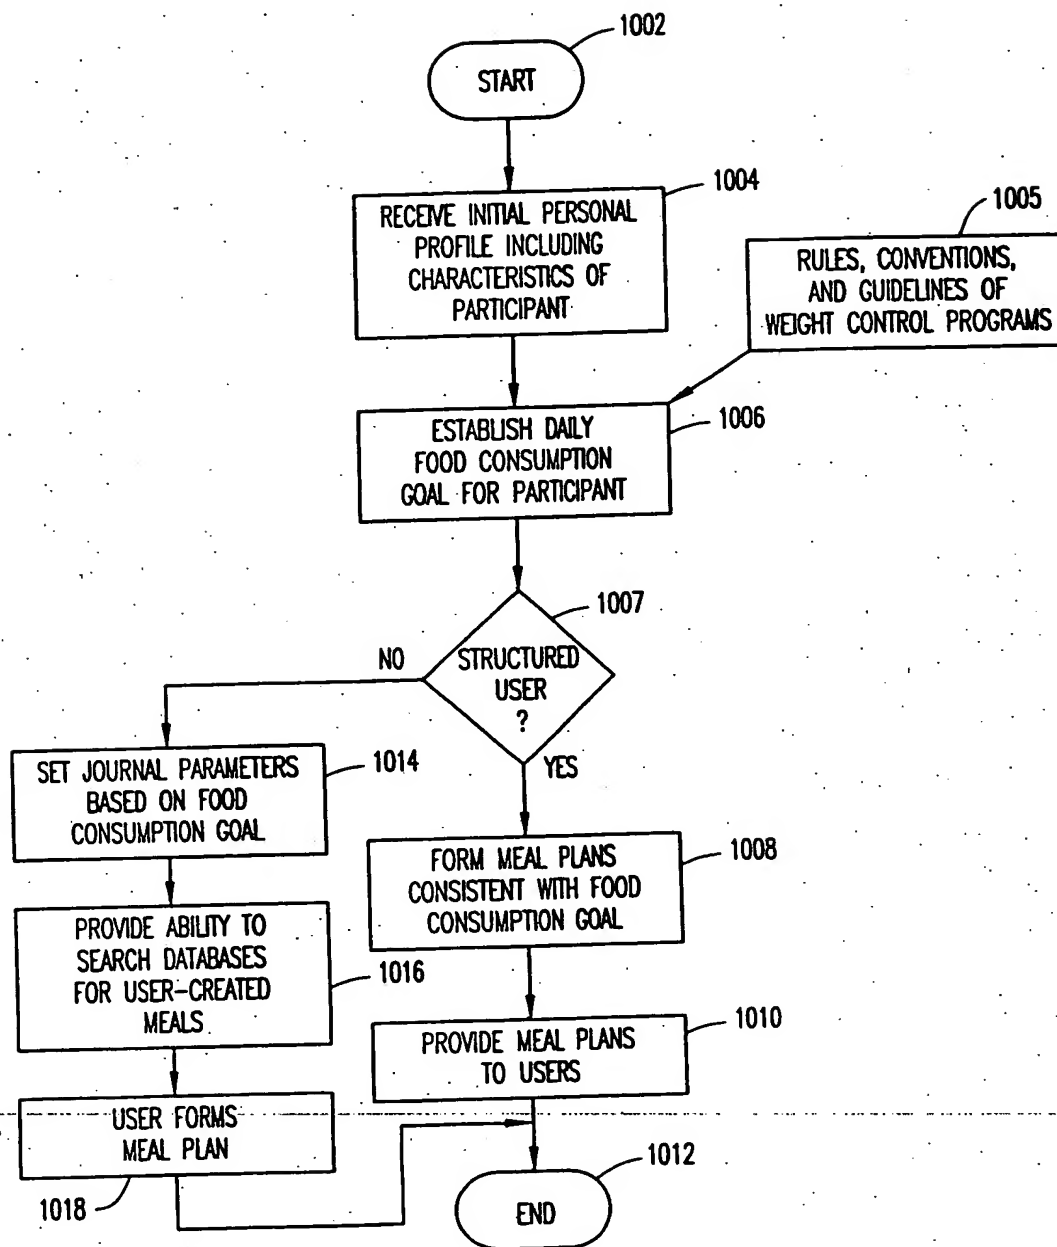 1002
START
1004
RECEIVE INITIAL PERSONAL
PROFILE INCLUDING
CHARACTERISTICS OF
PARTICIPANT
1005
RULES, CONVENTIONS,
AND GUIDELINES OF
WEIGHT CONTROL PROGRAMS
1006
ESTABLISH DAILY
FOOD CONSUMPTION
GOAL FOR PARTICIPANT
1007
STRUCTURED
USER
?
NO
YES
1014
SET JOURNAL PARAMETERS
BASED ON FOOD
CONSUMPTION GOAL
1008
FORM MEAL PLANS
CONSISTENT WITH FOOD
CONSUMPTION GOAL
PROVIDE ABILITY TO
SEARCH DATABASES
FOR USER-CREATED
MEALS
1016
1010
PROVIDE MEAL PLANS
TO USERS
USER FORMS
MEAL PLAN
1018
1012
END